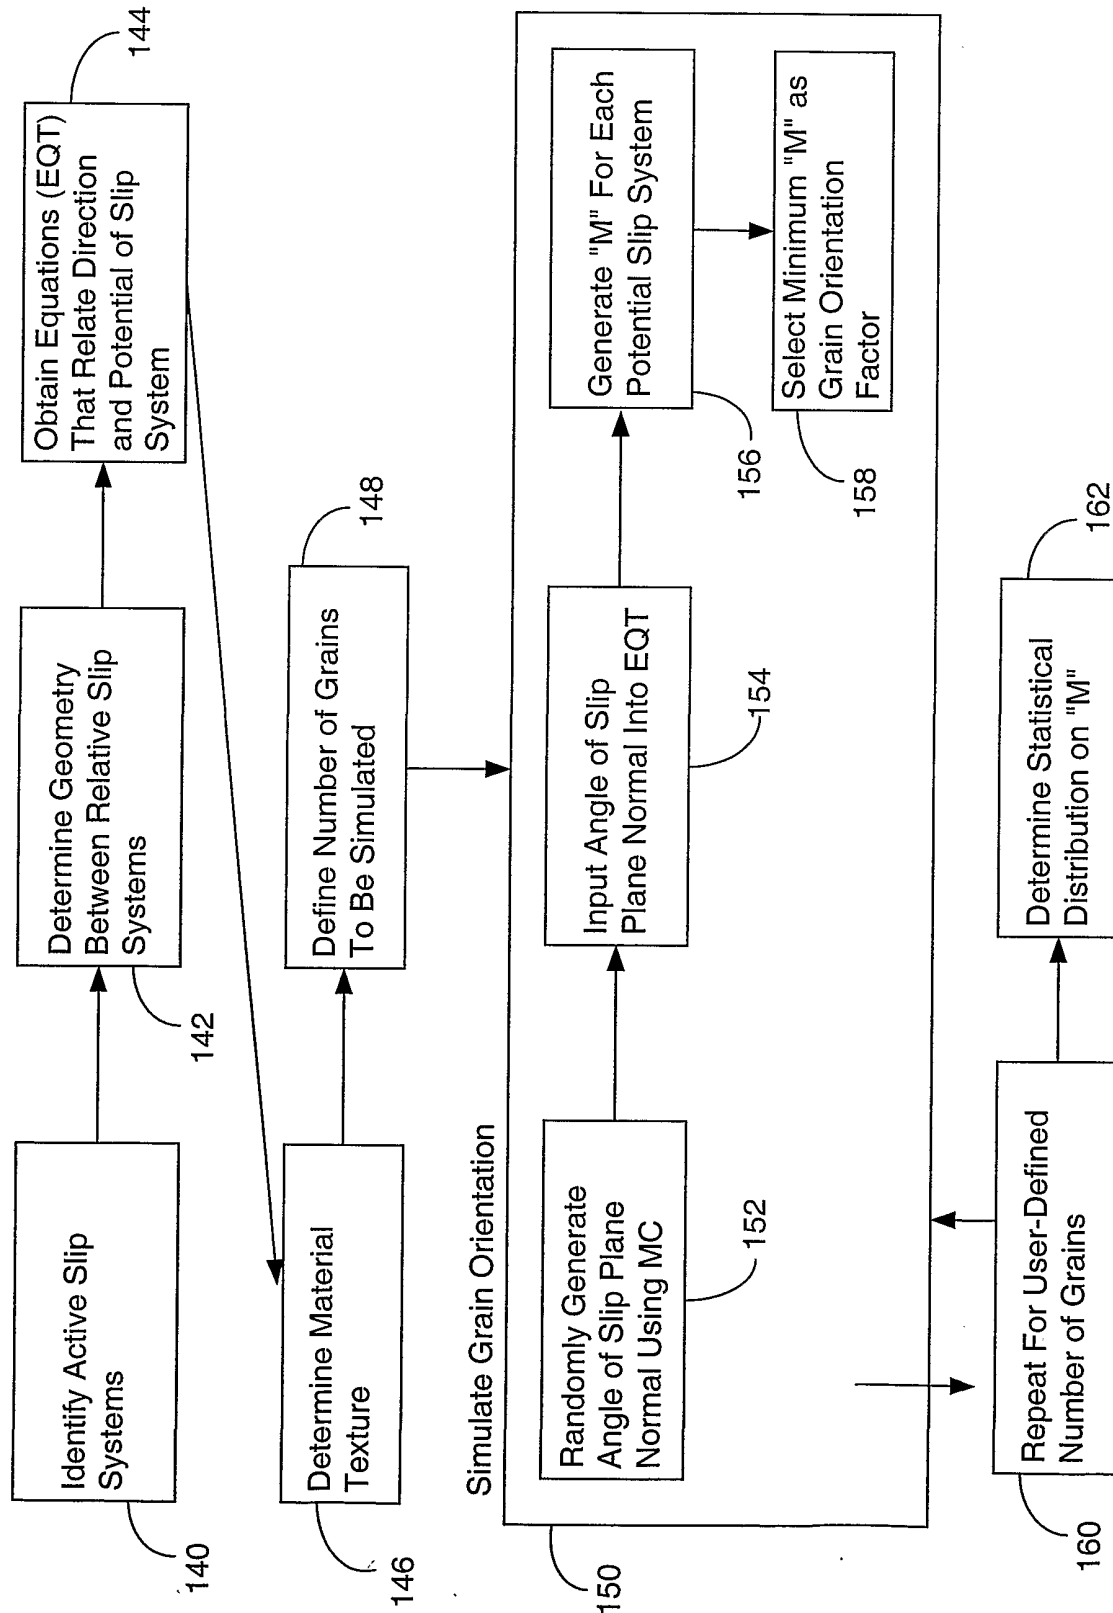 Identify Active Slip
Systems
140
Determine Geometry
Between Relative Slip
Systems
142
Obtain Equations (EQT)
That Relate Direction
and Potential of Slip
System
144
Determine Material
Texture
146
Define Number of Grains
To Be Simulated
148
Simulate Grain Orientation
150
Randomly Generate
Angle of Slip Plane
Normal Using MC
152
Input Angle of Slip
Plane Normal Into EQT
154
Generate "M" For Each
Potential Slip System
156
Select Minimum "M" as
Grain Orientation
Factor
158
Repeat For User-Defined
Number of Grains
160
Determine Statistical
Distribution on "M"
162